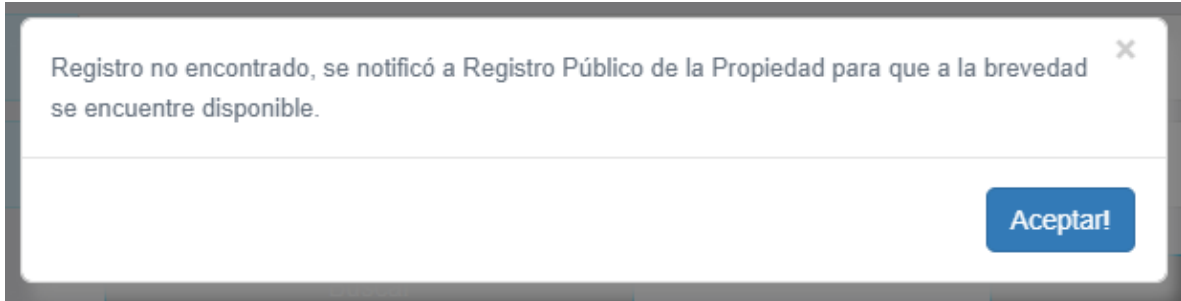 Registro no encontrado, se notificó a Registro Público de la Propiedad para que a la brevedad
se encuentre disponible.
×
Aceptar!